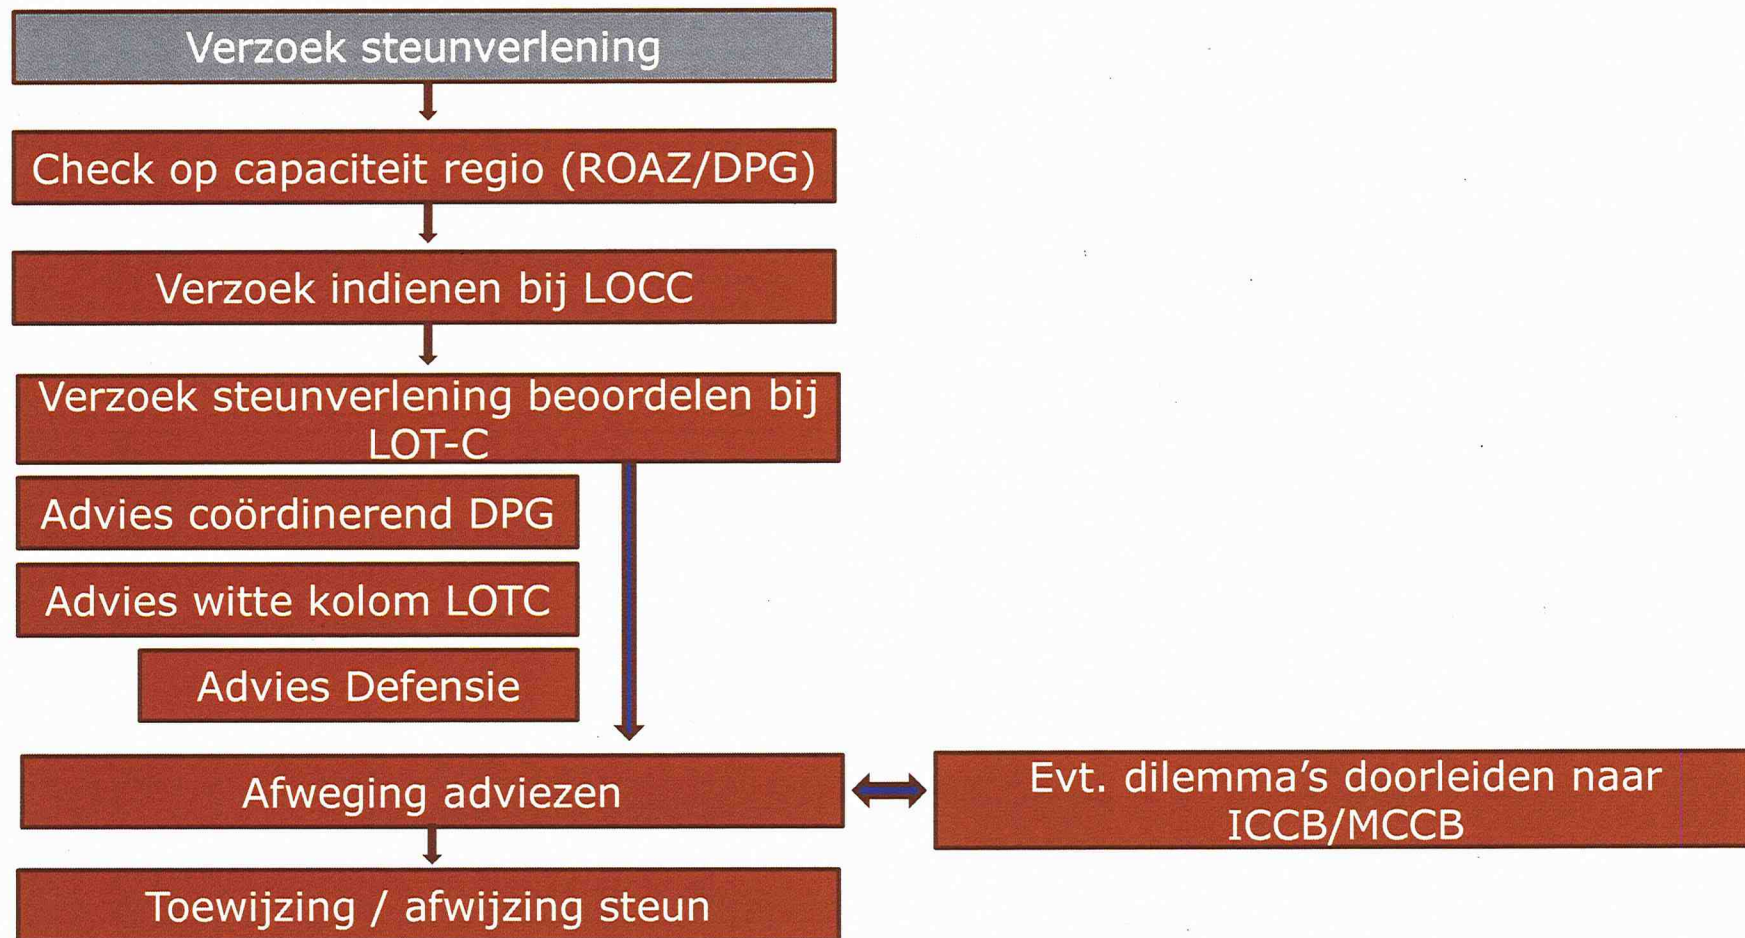 Verzoek steunverlening
Check op capaciteit regio (ROAZ/DPG)
Verzoek indienen bij LOCC
Verzoek steunverlening beoordelen bij
LOT-C
Advies coördinerend DPG
Advies witte kolom LOTC
Advies Defensie
Afweging adviezen
Evt. dilemma's doorleiden naar
ICCB/MCCB
Toewijzing / afwijzing steun